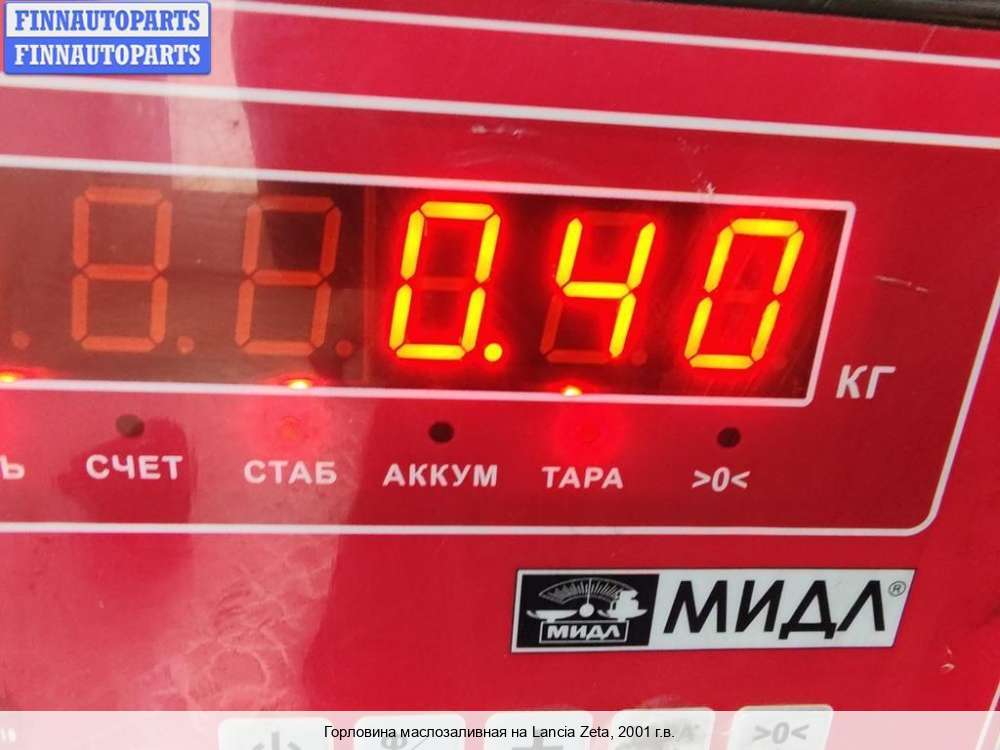 FINNAUTOPARTS
FINNAUTOPARTS
0.40
КГ
Ь СЧЕТ СТАБ АККУМ ТАРА >0<
МИДЛ МИДЛ®
>0<
Горловина маслозаливная на Lancia Zeta, 2001 г.в.